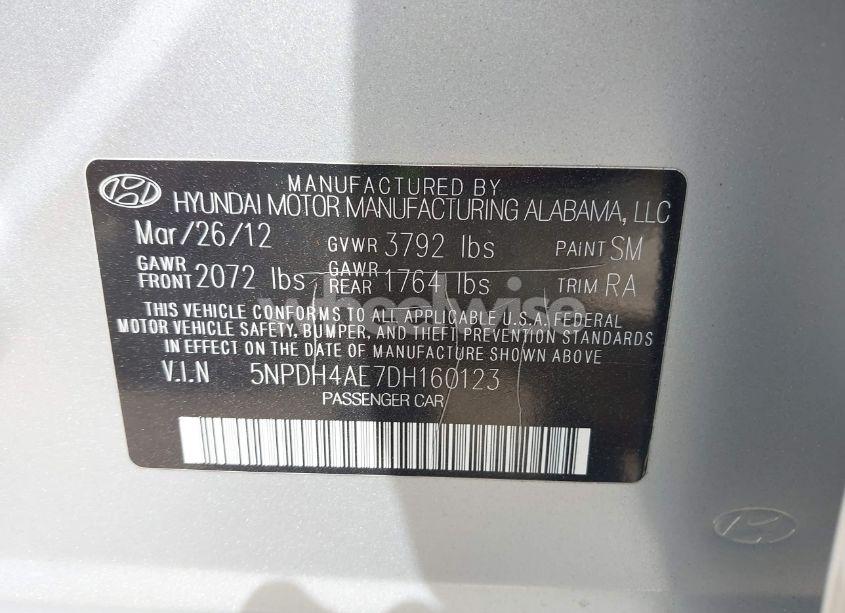 MANUFACTURED BY
HYUNDAI MOTOR MANUFACTURING ALABAMA, LLC
Mar/26/12 GVWR 3792 lbs PAINT SM
GAWR FRONT 2072 lbs GAWR REAR 1764 lbs TRIM RA
THIS VEHICLE CONFORMS TO ALL APPLICABLE U.S.A. FEDERAL
MOTOR VEHICLE SAFETY, BUMPER, AND THEFT PREVENTION STANDARDS
IN EFFECT ON THE DATE OF MANUFACTURE SHOWN ABOVE
V.I.N 5NPDH4AE7DH160123
PASSENGER CAR
wheelwise